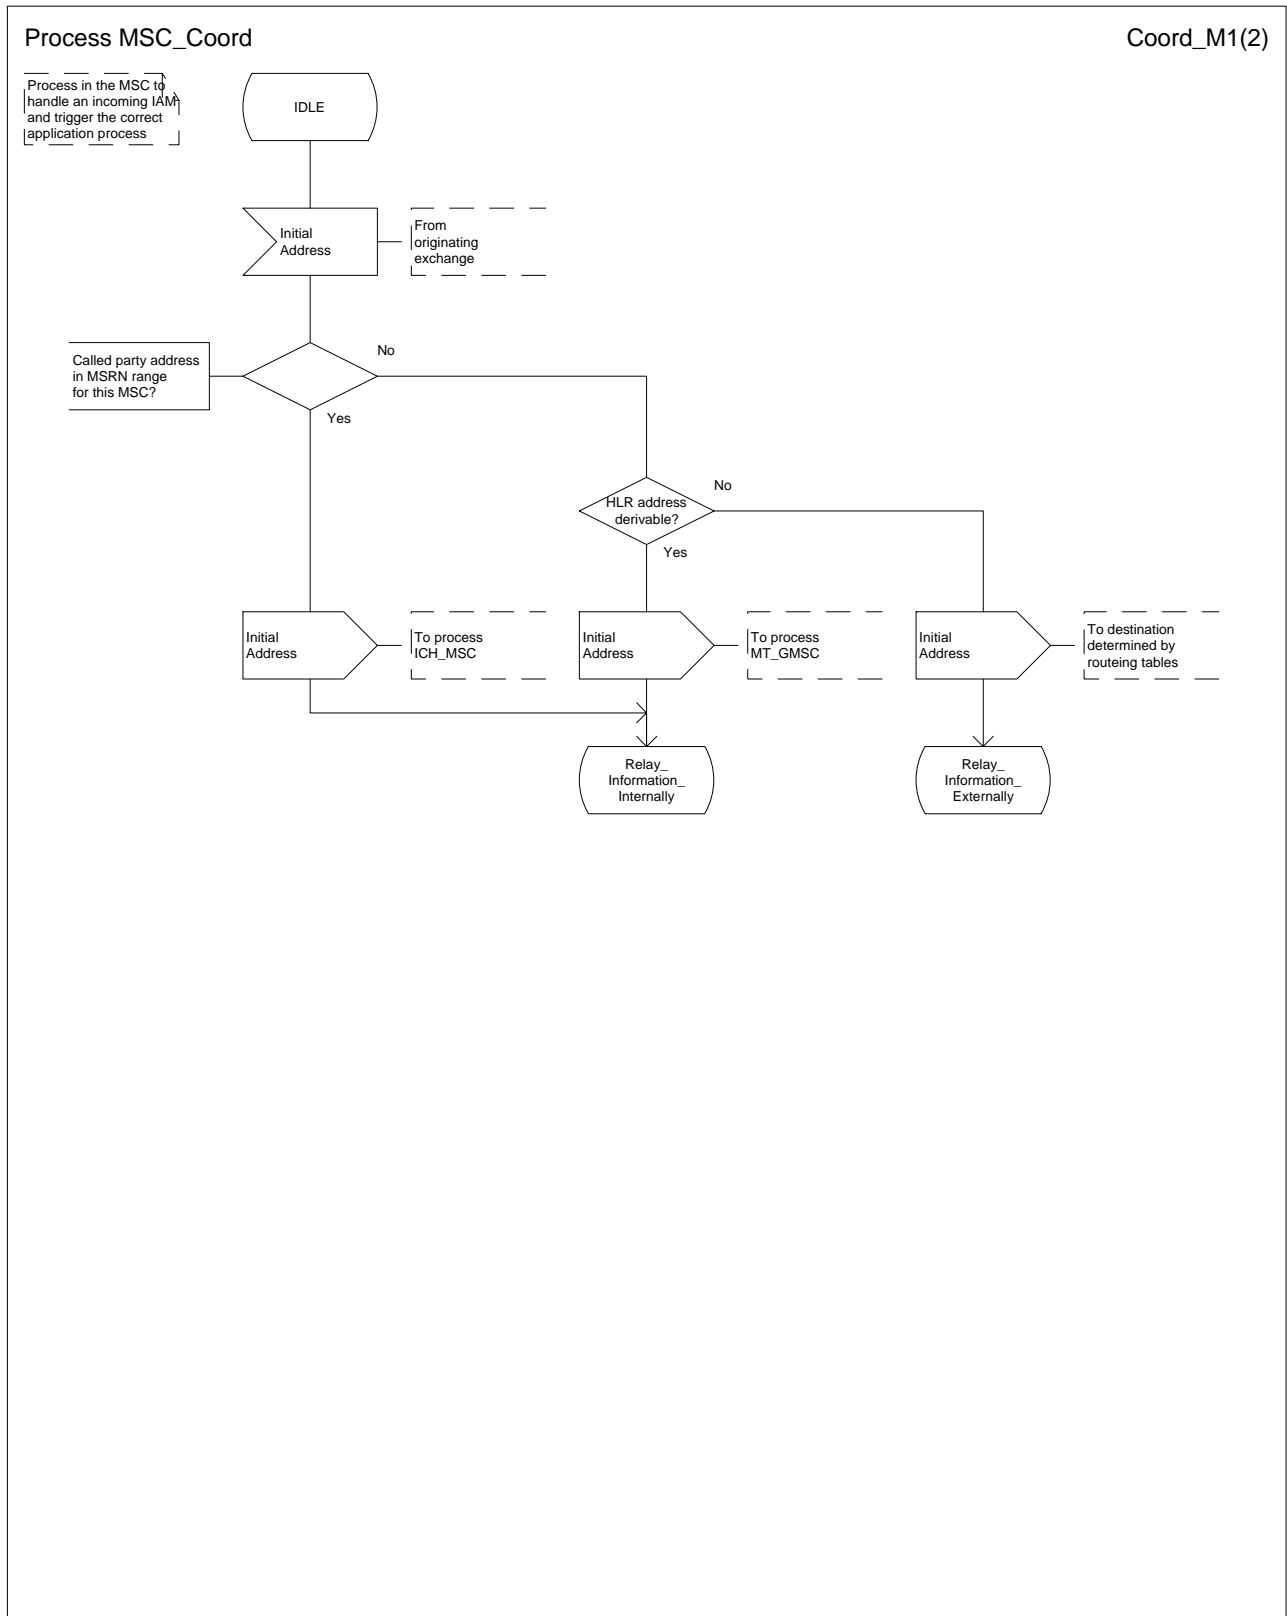 Process MSC_Coord
Coord_M1(2)
Process in the MSC to
handle an incoming IAM
and trigger the correct
application process
IDLE
Initial
Address
From
originating
exchange
Called party address
in MSRN range
for this MSC?
No
Yes
HLR address
derivable?
No
Yes
Initial
Address
To process
ICH_MSC
Initial
Address
To process
MT_GMSC
Initial
Address
To destination
determined by
routeing tables
Relay_
Information_
Internally
Relay_
Information_
Externally